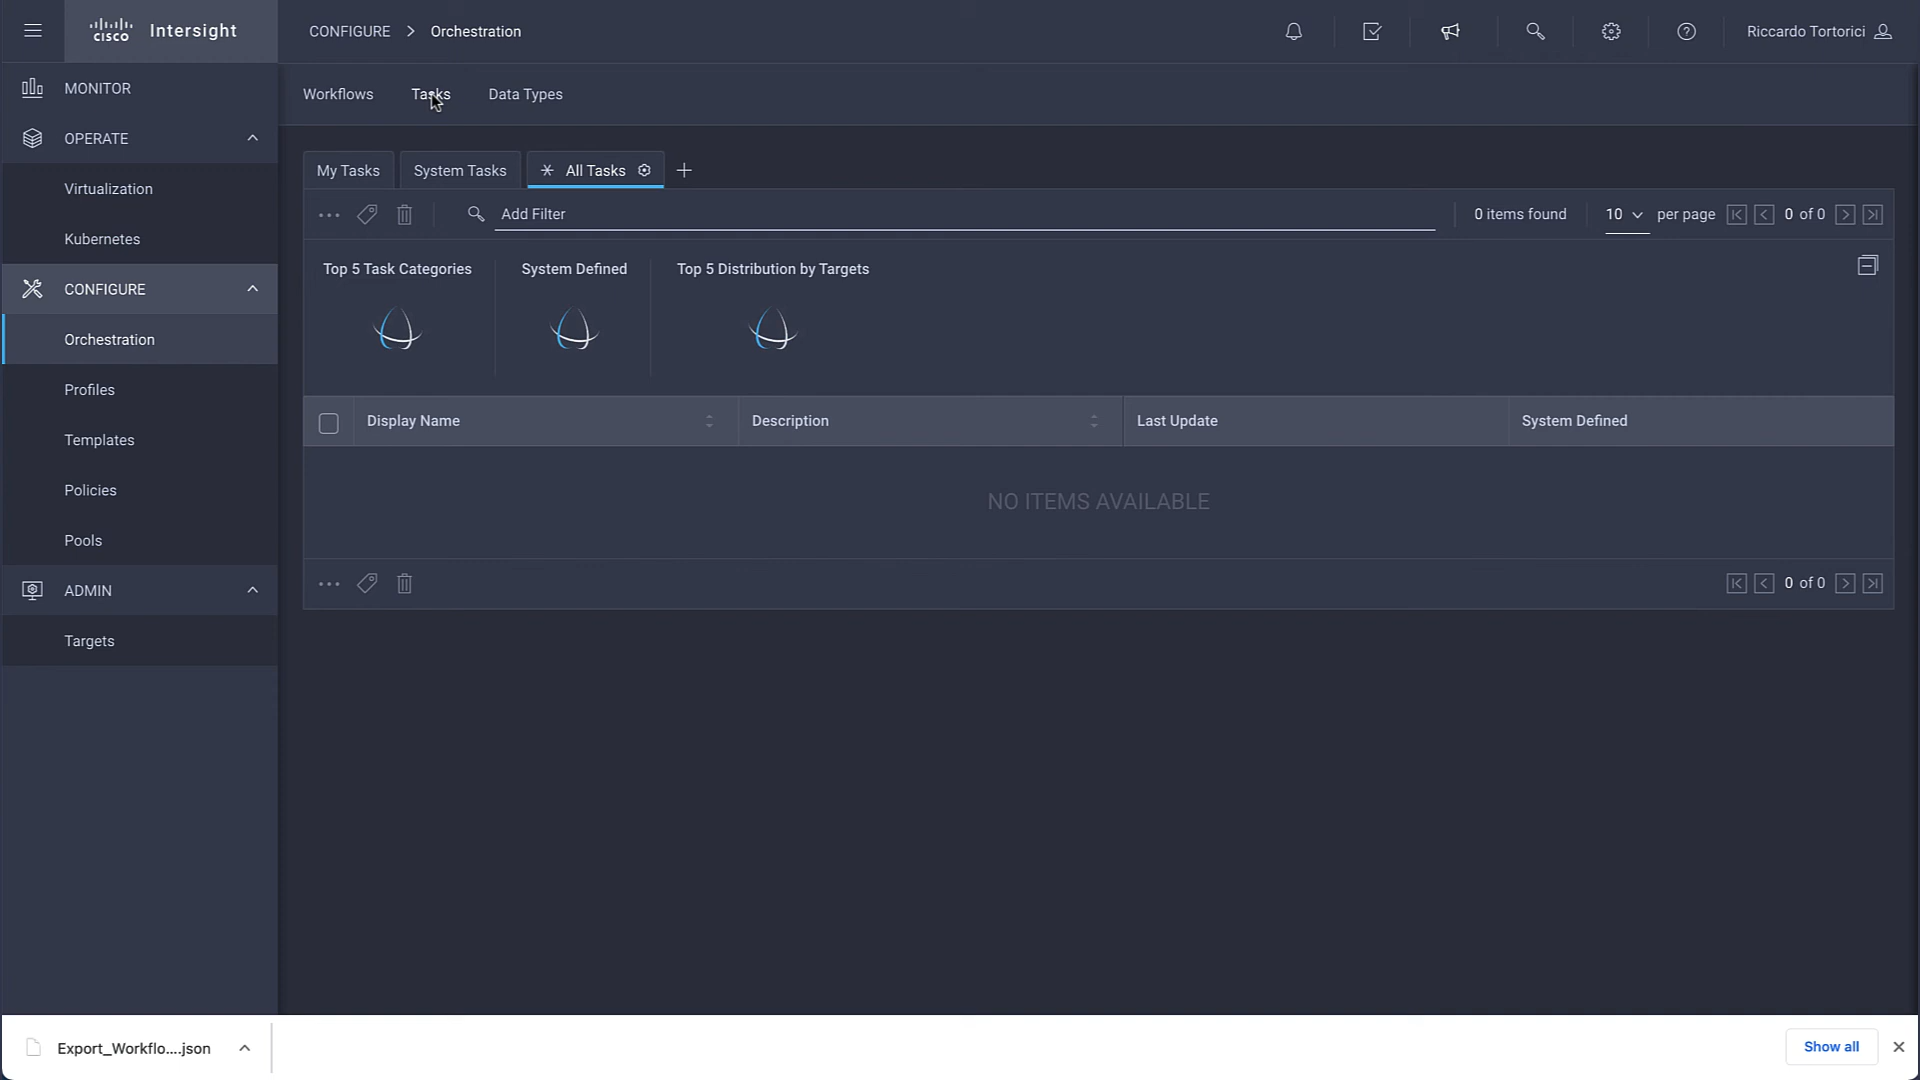 CISCO Intersight
CONFIGURE > Orchestration
Riccardo Tortorici
MONITOR
OPERATE
Virtualization
Kubernetes
CONFIGURE
Orchestration
Profiles
Templates
Policies
Pools
ADMIN
Targets
Workflows Tasks Data Types
My Tasks System Tasks All Tasks
Add Filter 0 items found 10 per page 0 of 0
Top 5 Task Categories System Defined Top 5 Distribution by Targets
Display Name Description Last Update System Defined
NO ITEMS AVAILABLE
0 of 0
Export_Workflo....json Show all